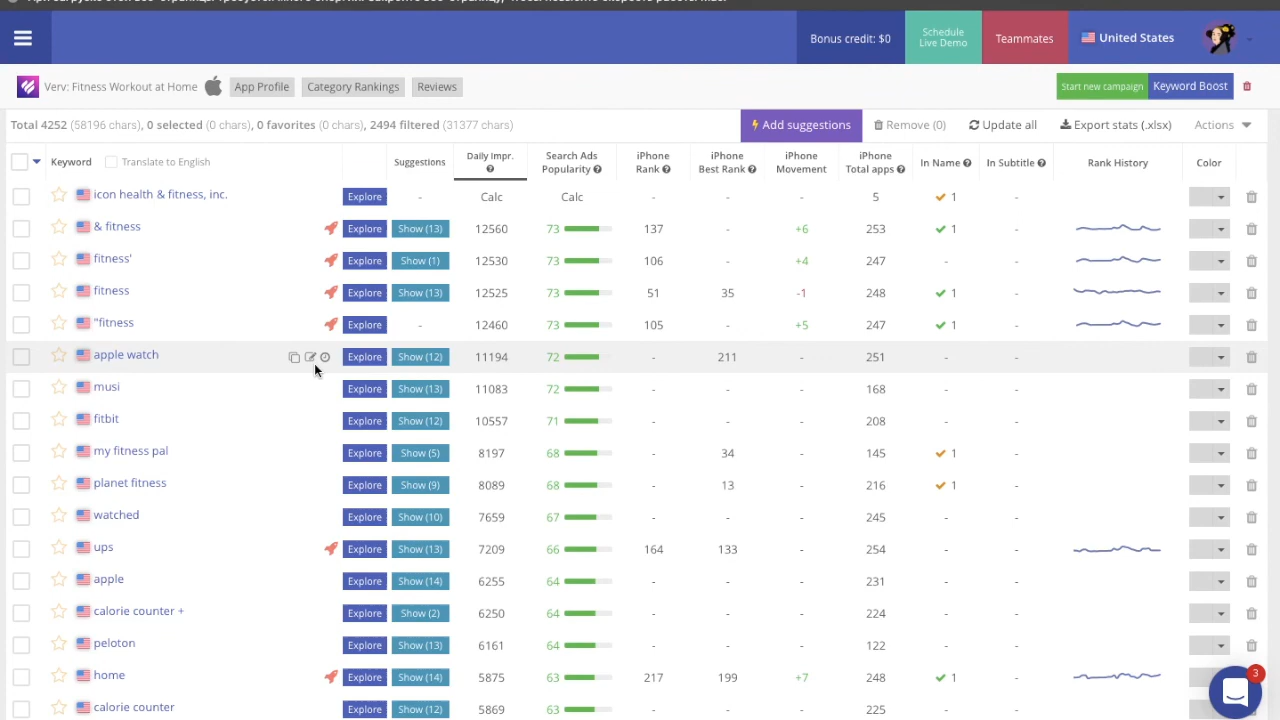 Bonus credit: $0
Schedule
Live Demo
Teammates
United States
Verv: Fitness Workout at Home
App Profile
Category Rankings
Reviews
Start new campaign
Keyword Boost
Total 4252 (58196 chars), 0 selected (0 chars), 0 favorites (0 chars), 2494 filtered (31377 chars)
Add suggestions
Remove (0)
Update all
Export stats (.xlsx)
Actions
Keyword Translate to English Suggestions Daily Impr. ? Search Ads Popularity ? iPhone Rank ? iPhone Best Rank ? iPhone Movement iPhone Total apps ? In Name ? In Subtitle ? Rank History Color
icon health & fitness, inc. Explore - Calc Calc - - - 5 1 -
& fitness Explore Show (13) 12560 73 137 - +6 253 1 -
fitness' Explore Show (1) 12530 73 106 - +4 247 - -
fitness Explore Show (13) 12525 73 51 35 -1 248 1 -
"fitness Explore - 12460 73 105 - +5 247 1 -
apple watch Explore Show (12) 11194 72 - 211 - 251 - -
musi Explore Show (13) 11083 72 - - - 168 - -
fitbit Explore Show (12) 10557 71 - - - 208 - -
my fitness pal Explore Show (5) 8197 68 - 34 - 145 1 -
planet fitness Explore Show (9) 8089 68 - 13 - 216 1 -
watched Explore Show (10) 7659 67 - - - 245 - -
ups Explore Show (13) 7209 66 164 133 - 254 - -
apple Explore Show (14) 6255 64 - - - 231 - -
calorie counter + Explore Show (2) 6250 64 - - - 224 - -
peloton Explore Show (13) 6161 64 - - - 122 - -
home Explore Show (14) 5875 63 217 199 +7 248 1 -
calorie counter Explore Show (12) 5869 63 - - - 225 - -
3